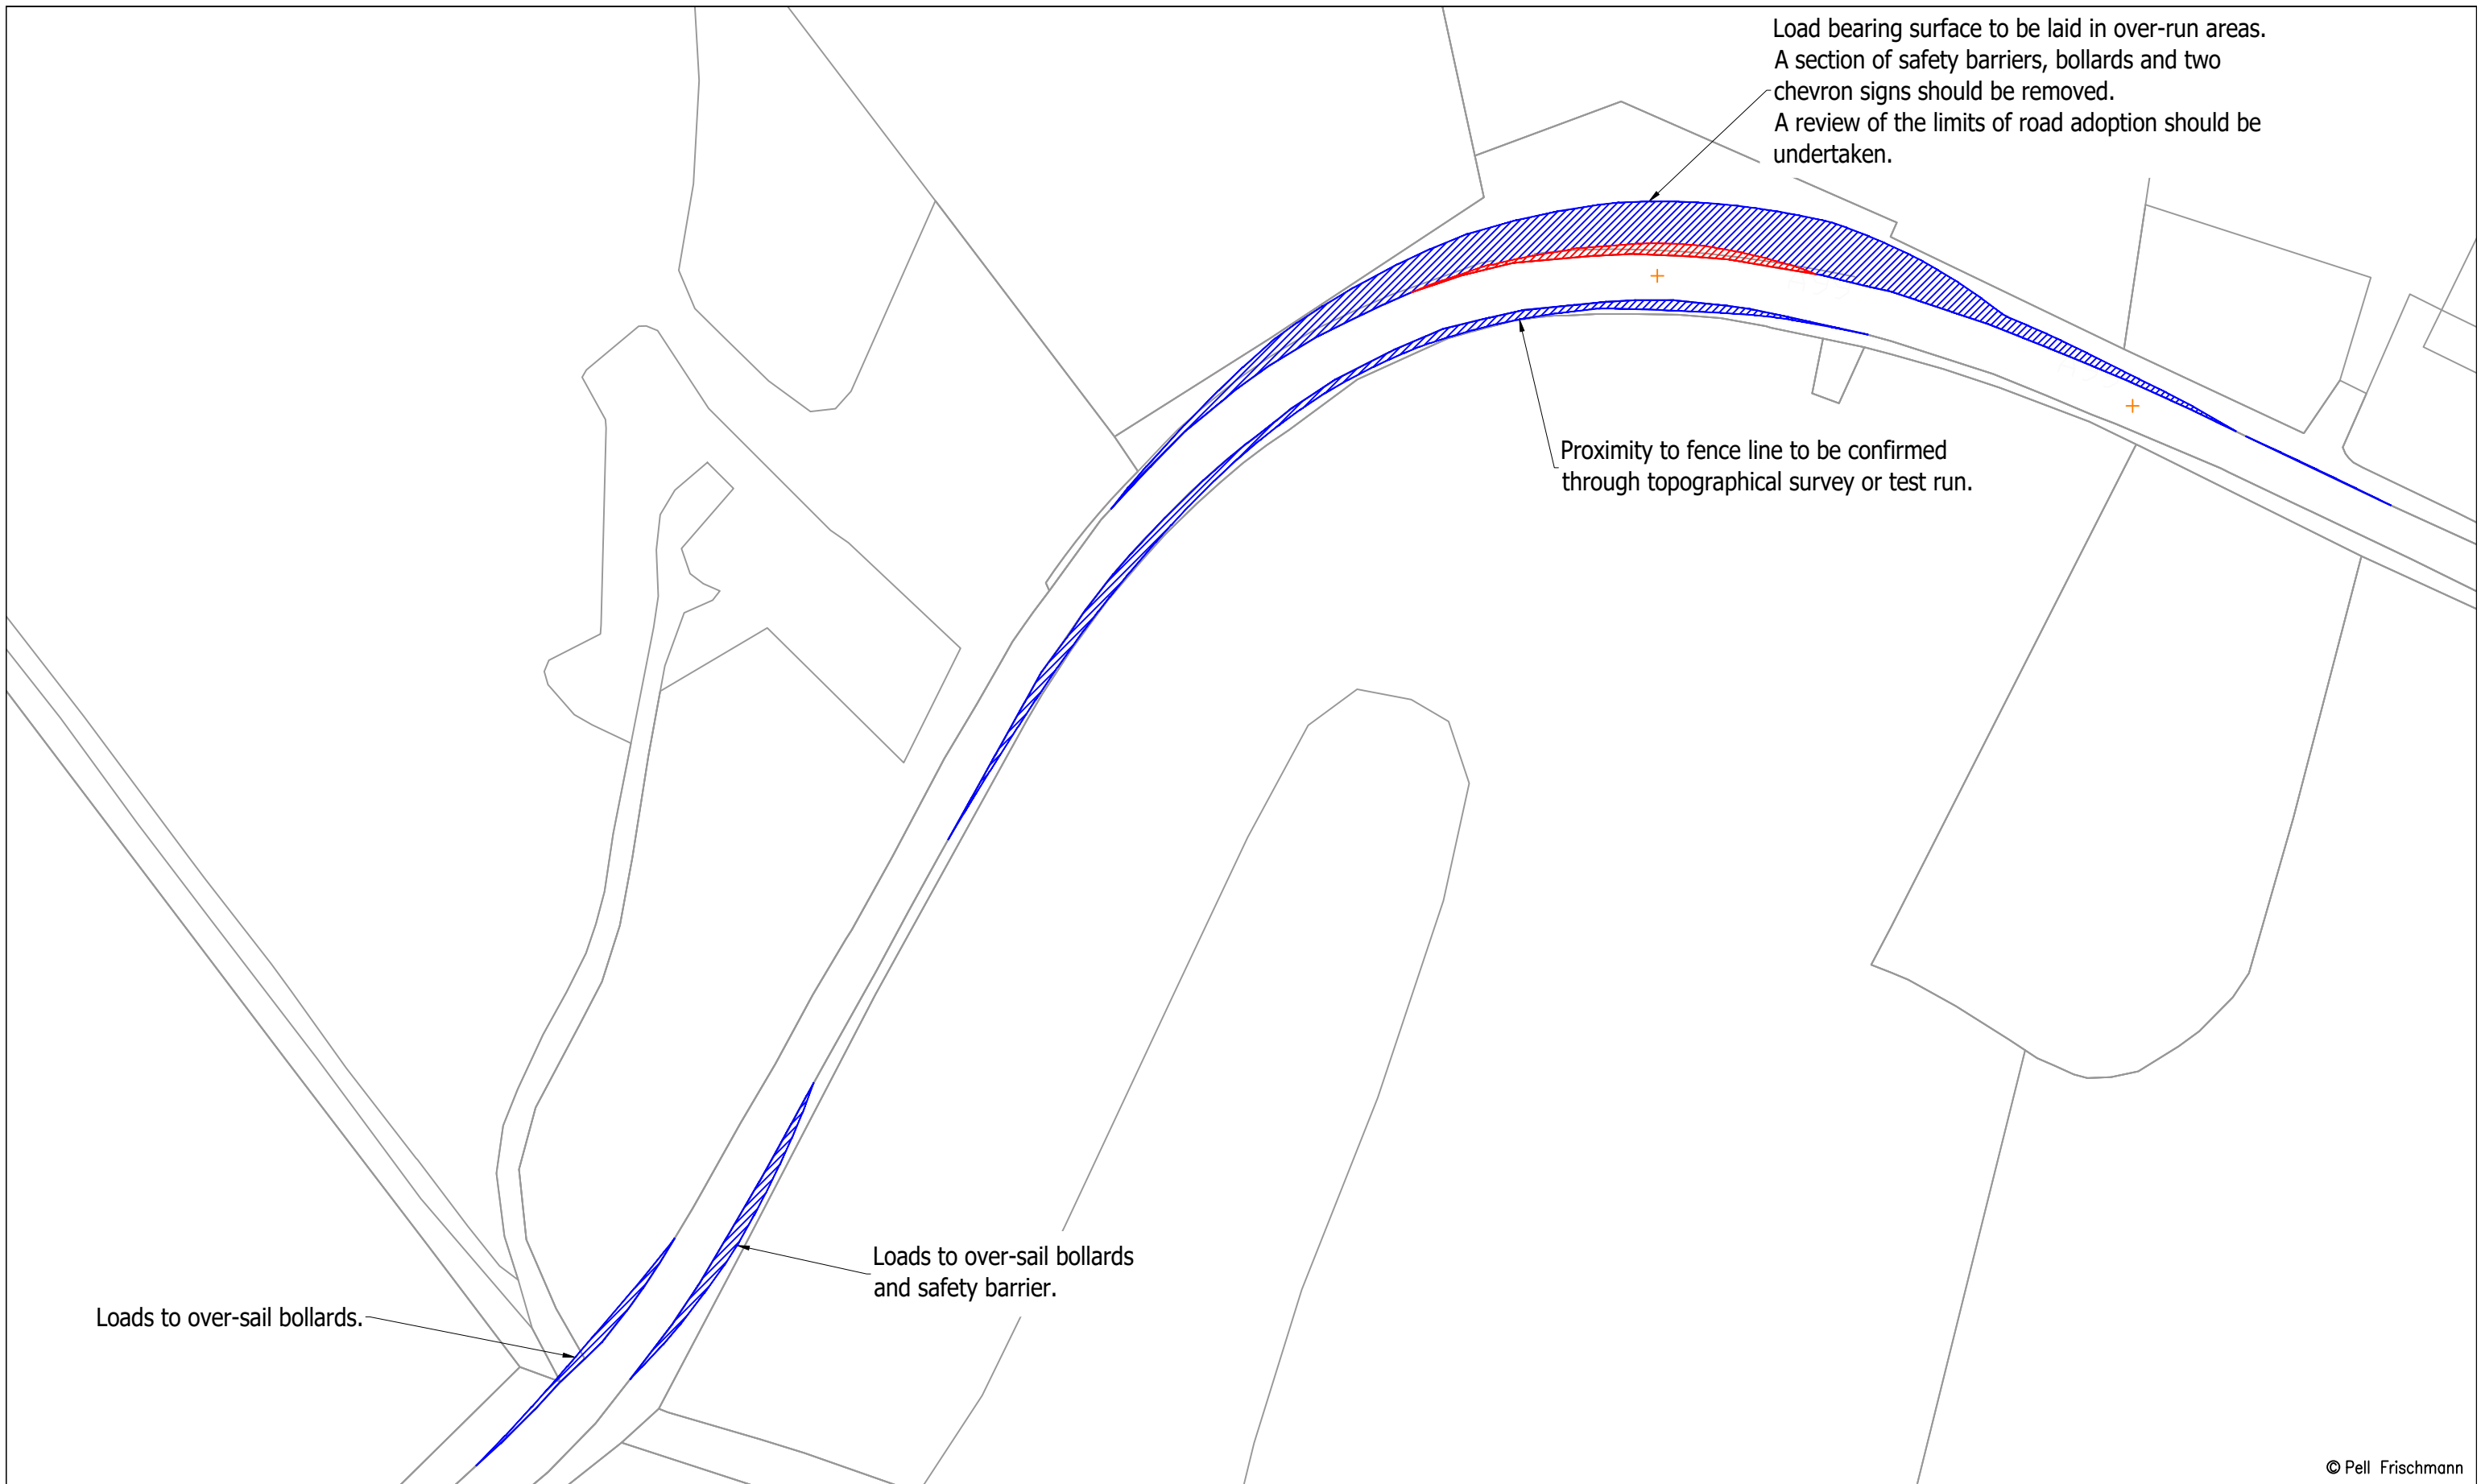 Load bearing surface to be laid in over-run areas.
A section of safety barriers, bollards and two
chevron signs should be removed.
A review of the limits of road adoption should be
undertaken.
Proximity to fence line to be confirmed
through topographical survey or test run.
Loads to over-sail bollards
and safety barrier.
Loads to over-sail bollards.
© Pell Frischmann